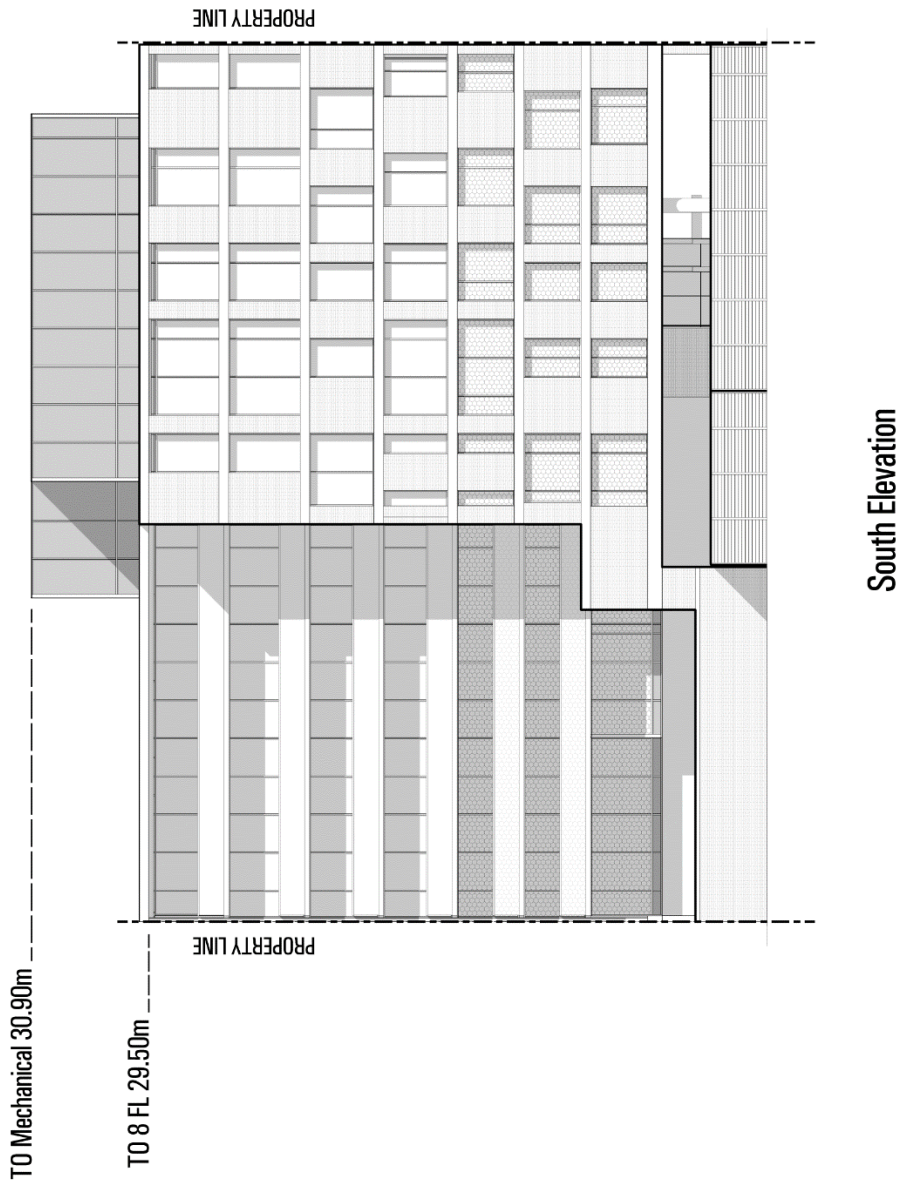 TO Mechanical 30.90m
TO 8 FL 29.50m
PROPERTY LINE
PROPERTY LINE
South Elevation